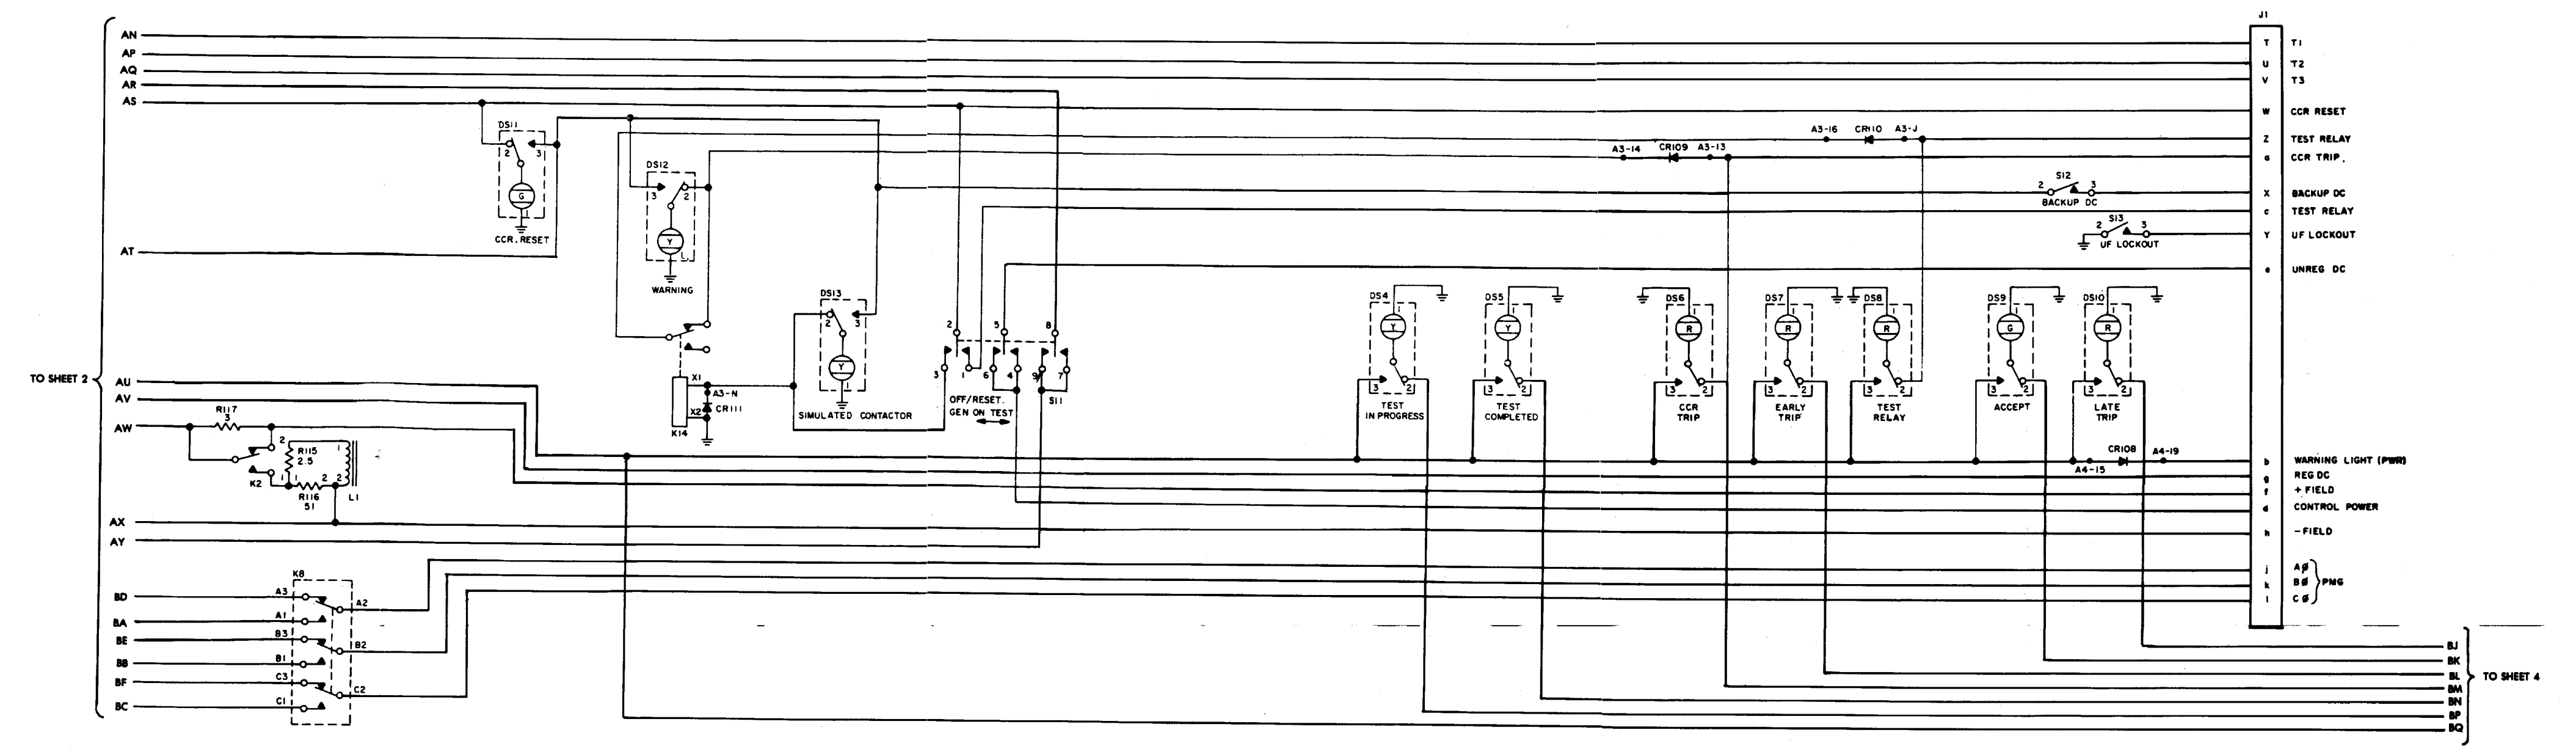 J1
AN
T
T1
AP
U
T2
AQ
V
T3
AR
AS
W
CCR RESET
DS11
2
3
G
CCR. RESET
A3-16
CR110
A3-J
Z
TEST RELAY
A3-14
CR109
A3-13
a
CCR TRIP.
DS12
3
2
Y
WARNING
S12
2
3
BACKUP DC
X
BACKUP DC
c
TEST RELAY
S13
2
3
UF LOCKOUT
Y
UF LOCKOUT
AT
e
UNREG DC
DS13
2
3
Y
SIMULATED CONTACTOR
2
5
8
3
1
6
4
9
7
OFF/RESET.
GEN ON TEST
S11
X1
A3-N
X2
CR111
K14
DS4
Y
3
2
TEST
IN PROGRESS
DS5
Y
3
2
TEST
COMPLETED
DS6
R
3
2
CCR
TRIP
DS7
R
3
2
EARLY
TRIP
DS8
R
3
2
TEST
RELAY
DS9
G
3
2
ACCEPT
DS10
R
3
2
LATE
TRIP
TO SHEET 2
AU
AV
R117
3
AW
2
1
R115
2.5
K2
1
1
2
2
R116
51
L1
A4-15
CR108
A4-19
b
WARNING LIGHT (PWR)
g
REG DC
f
+ FIELD
d
CONTROL POWER
AX
h
- FIELD
AY
j
AØ
k
BØ
PMG
l
CØ
K8
BD
A3
A2
BA
A1
BE
B3
B2
BB
B1
BF
C3
C2
BC
C1
BJ
BK
BL
BM
BN
BP
BQ
TO SHEET 4